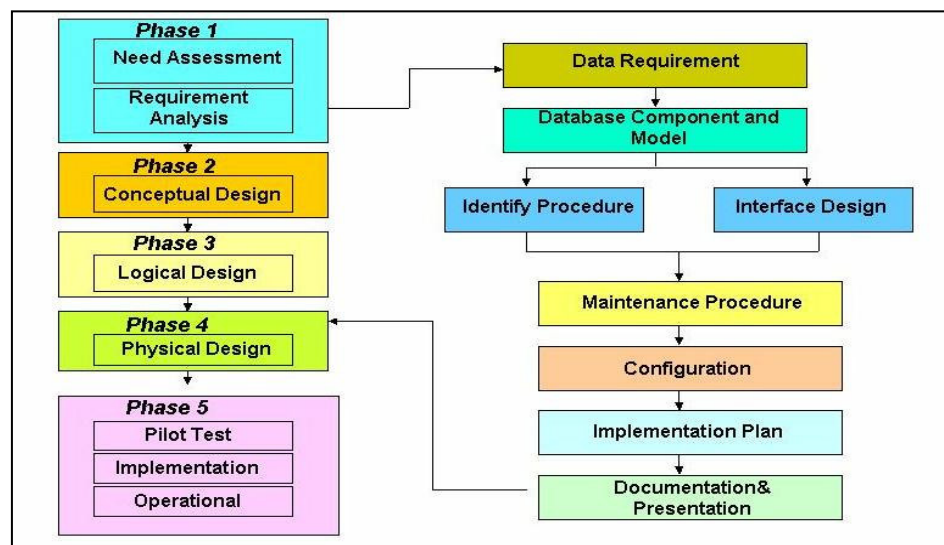 Phase 1
Need Assessment
Requirement
Analysis
Phase 2
Conceptual Design
Phase 3
Logical Design
Phase 4
Physical Design
Phase 5
Pilot Test
Implementation
Operational
Data Requirement
Database Component and
Model
Identify Procedure
Interface Design
Maintenance Procedure
Configuration
Implementation Plan
Documentation&
Presentation